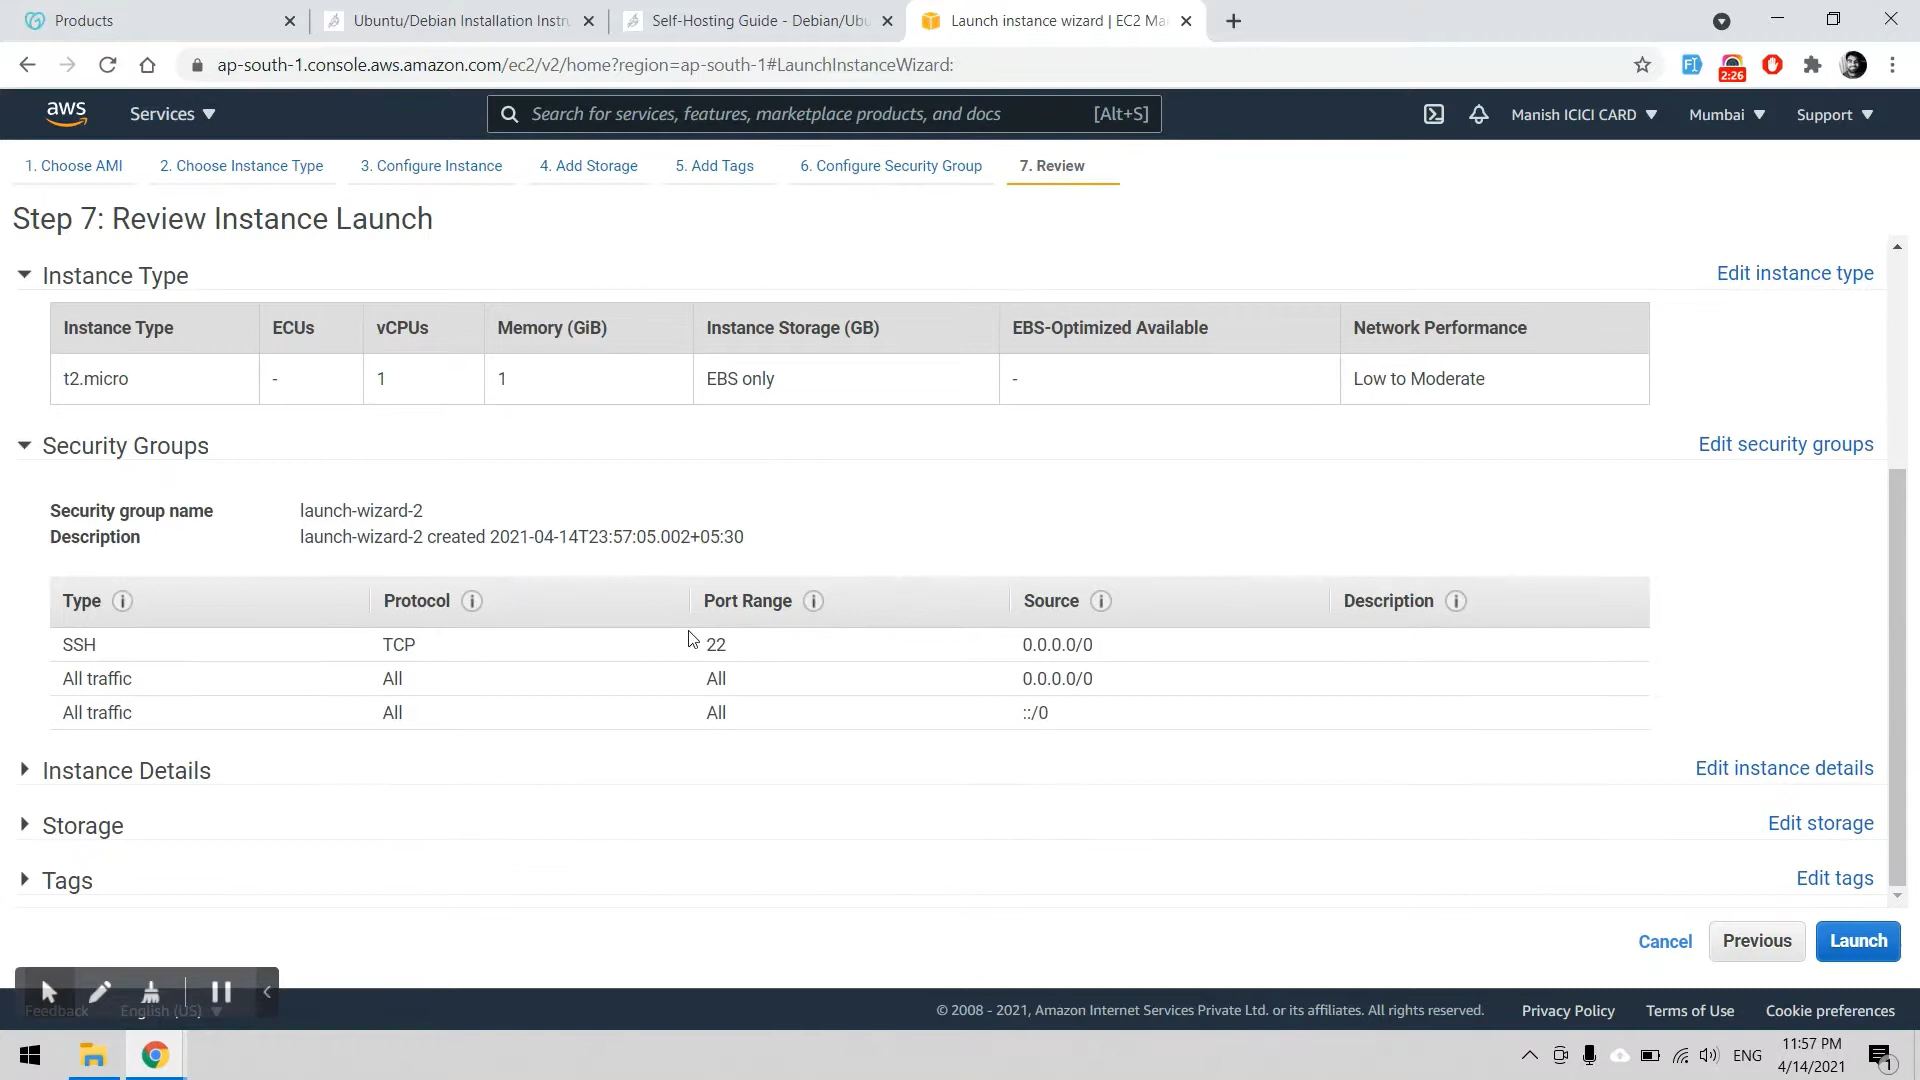 Products
Ubuntu/Debian Installation Instru
Self-Hosting Guide - Debian/Ubu
Launch instance wizard | EC2 Ma
ap-south-1.console.aws.amazon.com/ec2/v2/home?region=ap-south-1#LaunchInstanceWizard:
2:26
aws
Services
Search for services, features, marketplace products, and docs
[Alt+S]
Manish ICICI CARD
Mumbai
Support
1. Choose AMI
2. Choose Instance Type
3. Configure Instance
4. Add Storage
5. Add Tags
6. Configure Security Group
7. Review
Step 7: Review Instance Launch
Instance Type
Edit instance type
Instance Type ECUs vCPUs Memory (GiB) Instance Storage (GB) EBS-Optimized Available Network Performance
t2.micro - 1 1 EBS only - Low to Moderate
Security Groups
Edit security groups
Security group name launch-wizard-2
Description launch-wizard-2 created 2021-04-14T23:57:05.002+05:30
Type Protocol Port Range Source Description
SSH TCP 22 0.0.0.0/0
All traffic All All 0.0.0.0/0
All traffic All All ::/0
Instance Details
Edit instance details
Storage
Edit storage
Tags
Edit tags
Cancel
Previous
Launch
Feedback
English (US)
© 2008 - 2021, Amazon Internet Services Private Ltd. or its affiliates. All rights reserved.
Privacy Policy
Terms of Use
Cookie preferences
ENG
11:57 PM
4/14/2021
1